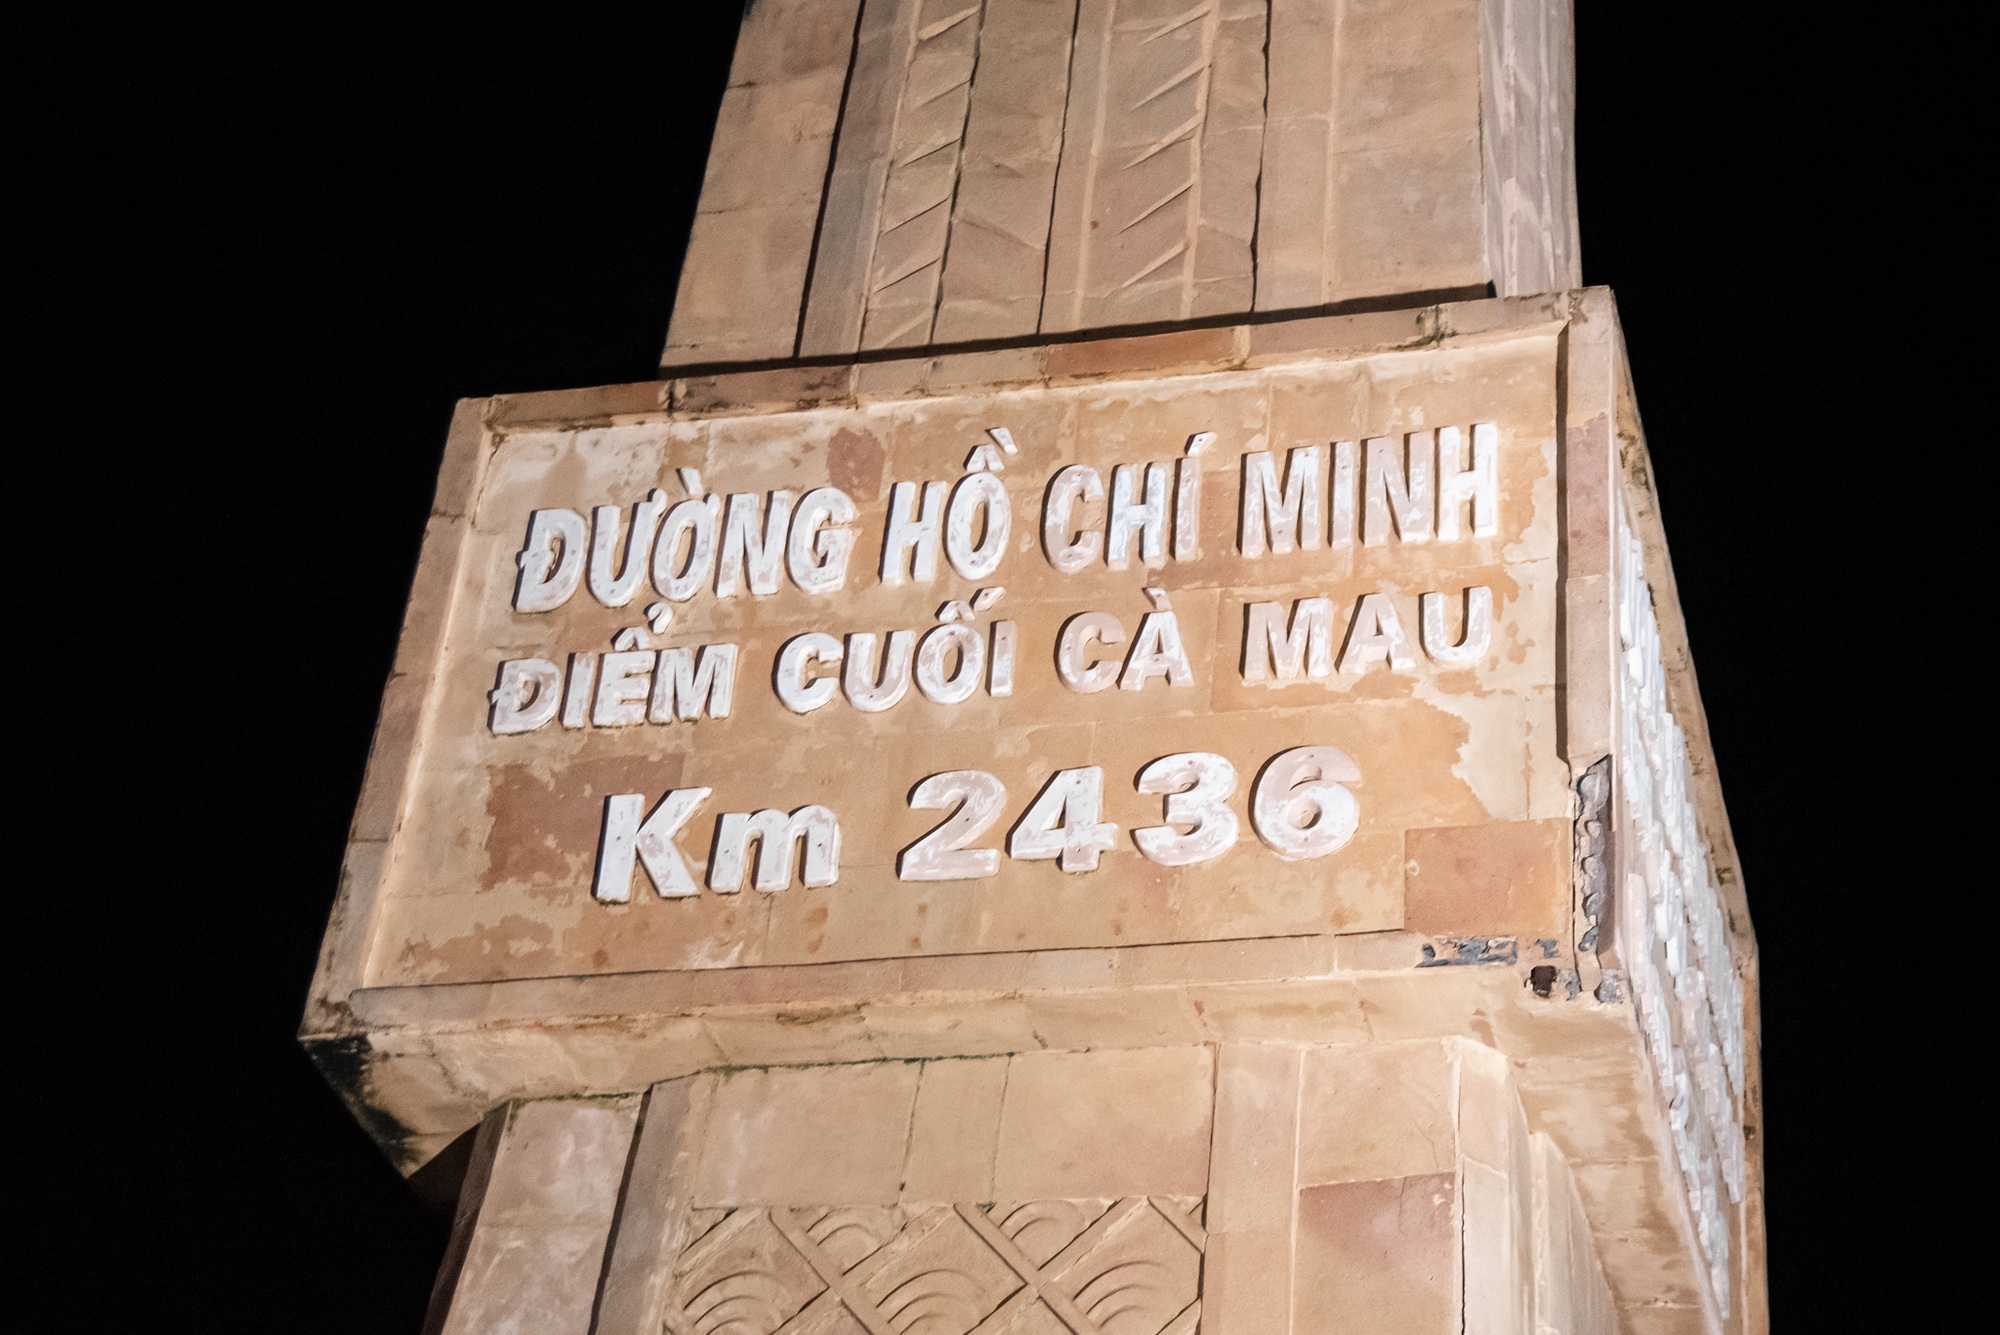 ĐƯỜNG HỒ CHÍ MINH
ĐIỂM CUỐI CÀ MAU
Km 2436